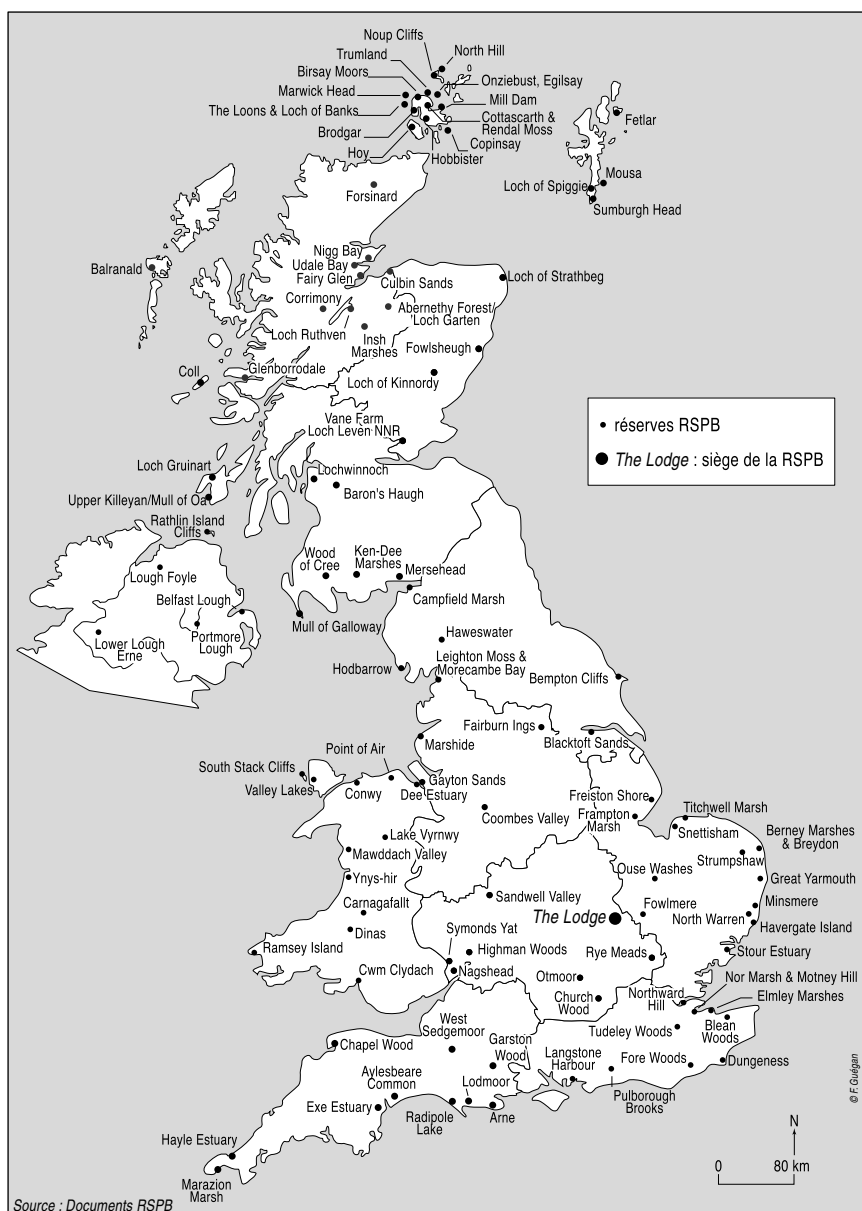 Noup Cliffs
North Hill
Trumland
Onziebust, Egilsay
Birsay Moors
Marwick Head
Mill Dam
The Loons & Loch of Banks
Cottascarth &
Rendal Moss
Brodgar
Copinsay
Hoy
Hobbister
Fetlar
Mousa
Loch of Spiggie
Sumburgh Head
Forsinard
Nigg Bay
Udale Bay
Fairy Glen
Balranald
Culbin Sands
Loch of Strathbeg
Corrimony
Abernethy Forest/
Loch Garten
Loch Ruthven
Insh
Marshes
Fowlsheugh
Coll
Glenborrodale
Loch of Kinnordy
Vane Farm
Loch Leven NNR
réserves RSPB
The Lodge : siège de la RSPB
Loch Gruinart
Lochwinnoch
Baron's Haugh
Upper Killeyan/Mull of Oa
Rathlin Island
Cliffs
Wood
of Cree
Ken-Dee
Marshes
Mersehead
Lough Foyle
Campfield Marsh
Belfast Lough
Mull of Galloway
Lower Lough
Erne
Portmore
Lough
Haweswater
Leighton Moss &
Morecambe Bay
Hodbarrow
Bempton Cliffs
Fairburn Ings
Marshide
Blacktoft Sands
Point of Air
South Stack Cliffs
Valley Lakes
Conwy
Gayton Sands
Dee Estuary
Coombes Valley
Freiston Shore
Frampton
Marsh
Titchwell Marsh
Snettisham
Berney Marshes
& Breydon
Lake Vyrnwy
Strumpshaw
Mawddach Valley
Ynys-hir
Ouse Washes
Great Yarmouth
Sandwell Valley
Carnagafallt
Fowlmere
Minsmere
The Lodge
North Warren
Havergate Island
Dinas
Symonds Yat
Highman Woods
Rye Meads
Stour Estuary
Ramsey Island
Nagshead
Cwm Clydach
Otmoor
Nor Marsh & Motney Hill
Church
Wood
Northward
Hill
Elmley Marshes
Tudeley Woods
Blean
Woods
Chapel Wood
West
Sedgemoor
Garston
Wood
Langstone
Harbour
Fore Woods
Dungeness
Aylesbeare
Common
Lodmoor
Pulborough
Brooks
Exe Estuary
Radipole
Lake
Arne
Hayle Estuary
Marazion
Marsh
N
0 80 km
© F. Guégan
Source : Documents RSPB